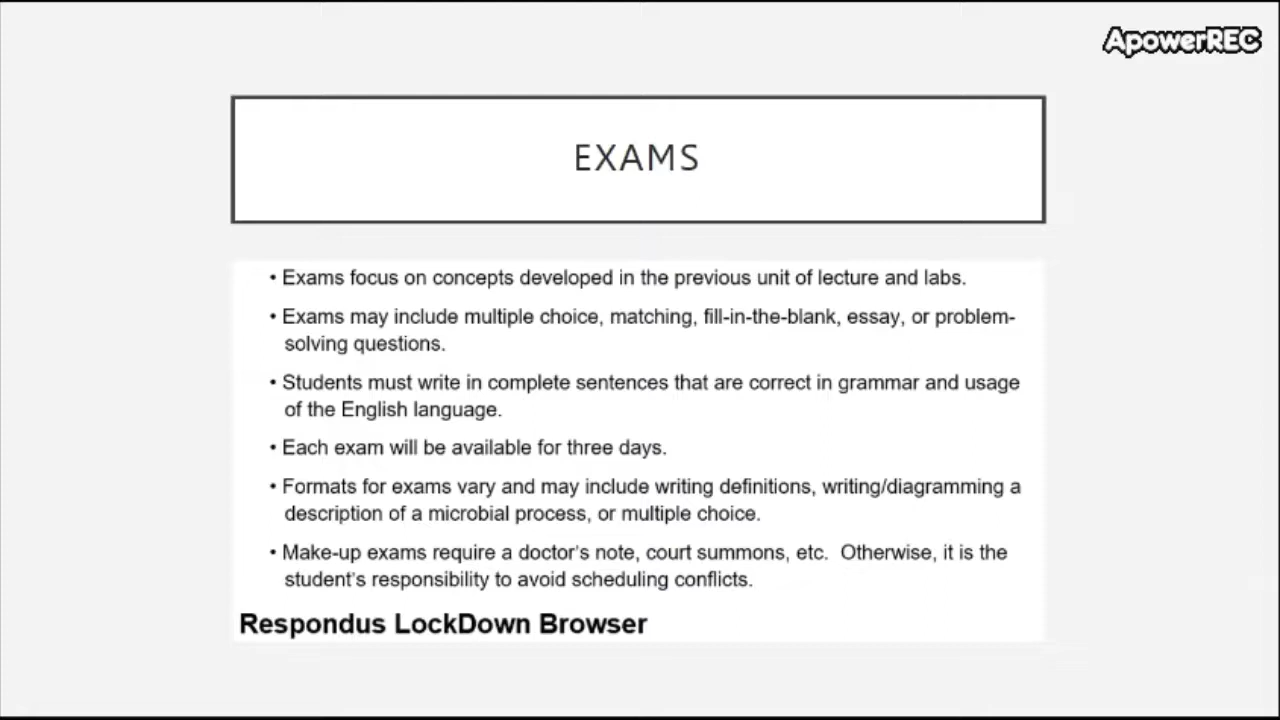 ApowerREC
EXAMS
• Exams focus on concepts developed in the previous unit of lecture and labs.
• Exams may include multiple choice, matching, fill-in-the-blank, essay, or problem-
solving questions.
• Students must write in complete sentences that are correct in grammar and usage
of the English language.
• Each exam will be available for three days.
• Formats for exams vary and may include writing definitions, writing/diagramming a
description of a microbial process, or multiple choice.
• Make-up exams require a doctor's note, court summons, etc.  Otherwise, it is the
student's responsibility to avoid scheduling conflicts.
Respondus LockDown Browser